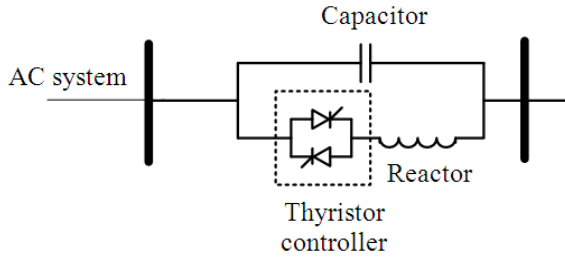 Capacitor
AC system
Reactor
Thyristor
controller